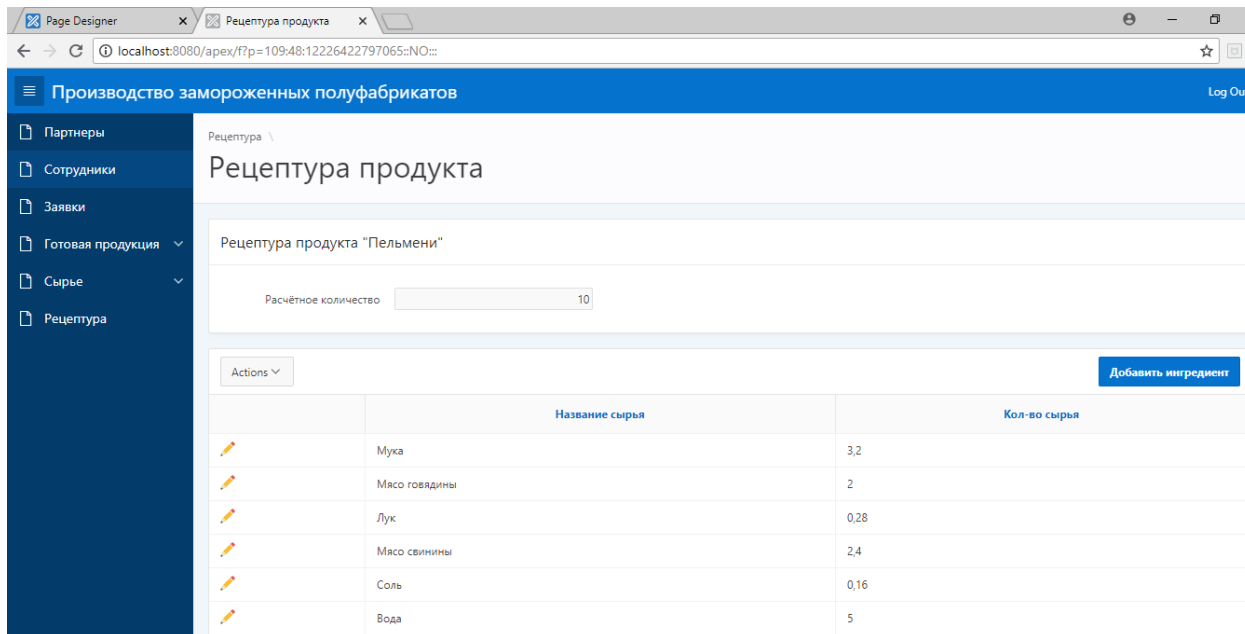 Page Designer
Рецептура продукта
localhost:8080/apex/f?p=109:48:12226422797065::NO:::
Производство замороженных полуфабрикатов
Log Ou
Партнеры
Сотрудники
Заявки
Готовая продукция
Сырье
Рецептура
Рецептура \
Рецептура продукта
Рецептура продукта "Пельмени"
Расчётное количество 10
Actions
Добавить ингредиент
Название сырья Кол-во сырья
Мука 3,2
Мясо говядины 2
Лук 0,28
Мясо свинины 2,4
Соль 0,16
Вода 5